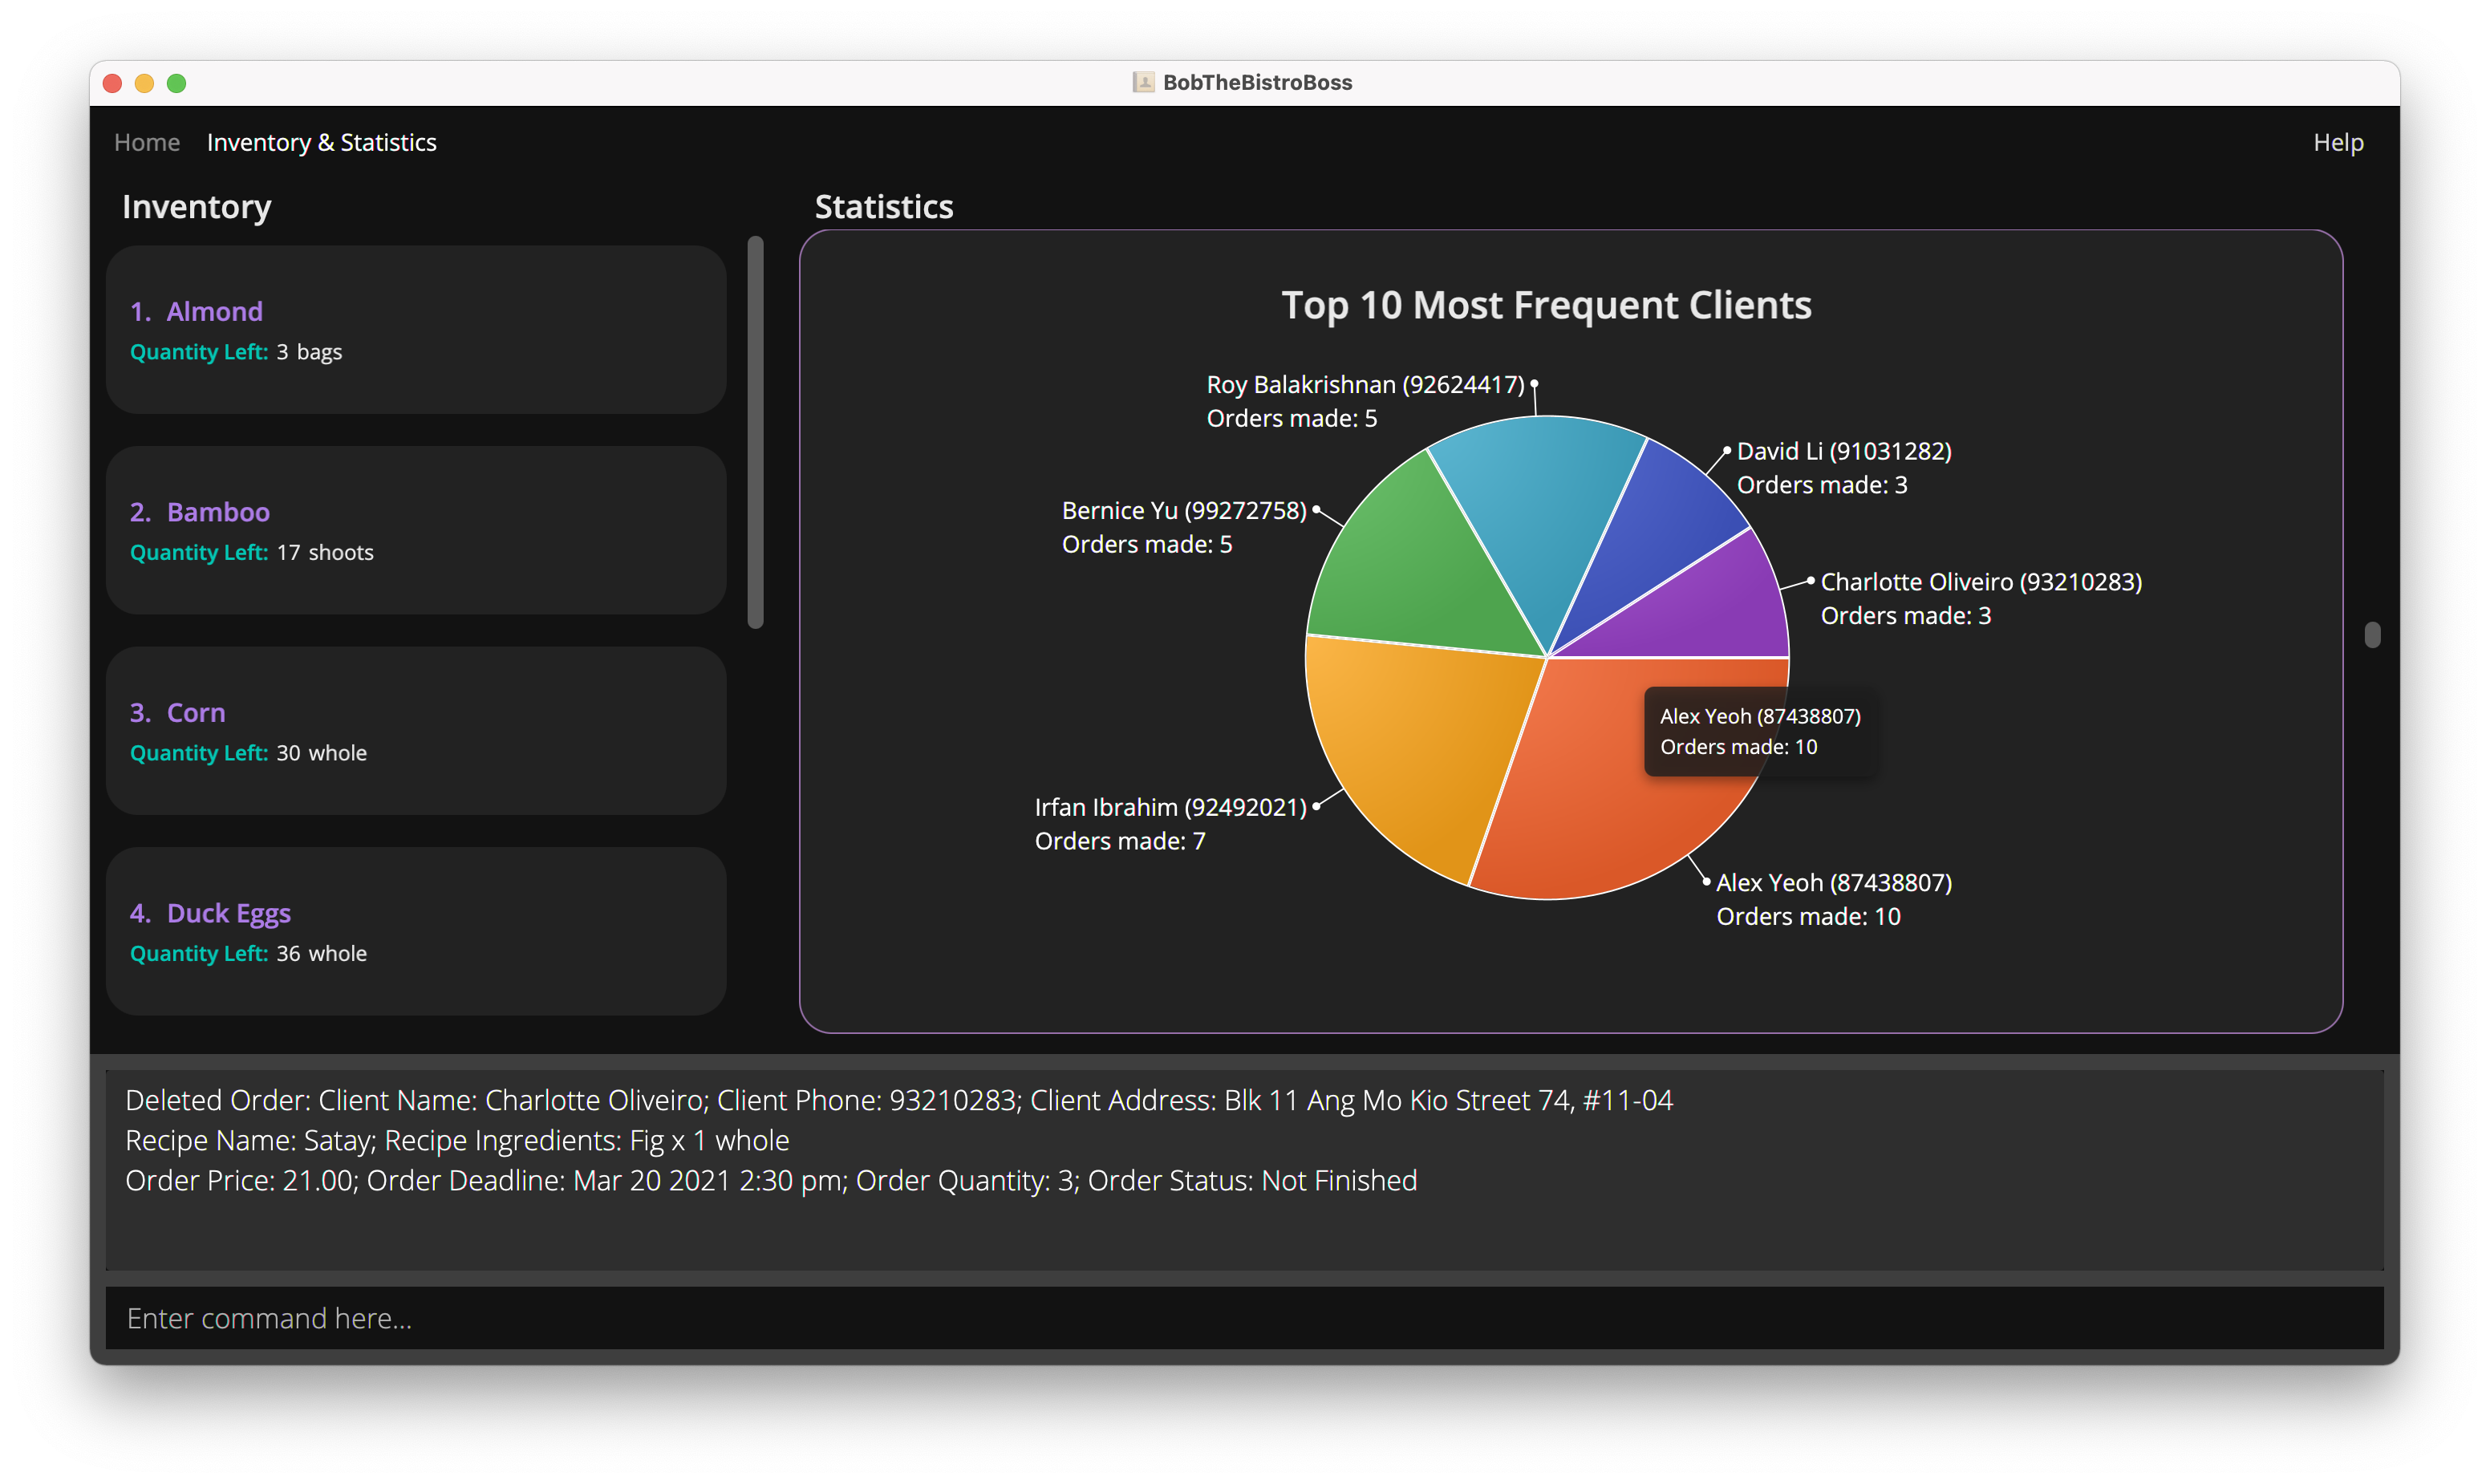 BobTheBistroBoss
Home
Inventory & Statistics
Help
Inventory
1. Almond
Quantity Left: 3 bags
2. Bamboo
Quantity Left: 17 shoots
3. Corn
Quantity Left: 30 whole
4. Duck Eggs
Quantity Left: 36 whole
Statistics
Top 10 Most Frequent Clients
Roy Balakrishnan (92624417)
Orders made: 5
David Li (91031282)
Orders made: 3
Bernice Yu (99272758)
Orders made: 5
Charlotte Oliveiro (93210283)
Orders made: 3
Alex Yeoh (87438807)
Orders made: 10
Irfan Ibrahim (92492021)
Orders made: 7
Alex Yeoh (87438807)
Orders made: 10
Deleted Order: Client Name: Charlotte Oliveiro; Client Phone: 93210283; Client Address: Blk 11 Ang Mo Kio Street 74, #11-04
Recipe Name: Satay; Recipe Ingredients: Fig x 1 whole
Order Price: 21.00; Order Deadline: Mar 20 2021 2:30 pm; Order Quantity: 3; Order Status: Not Finished
Enter command here...